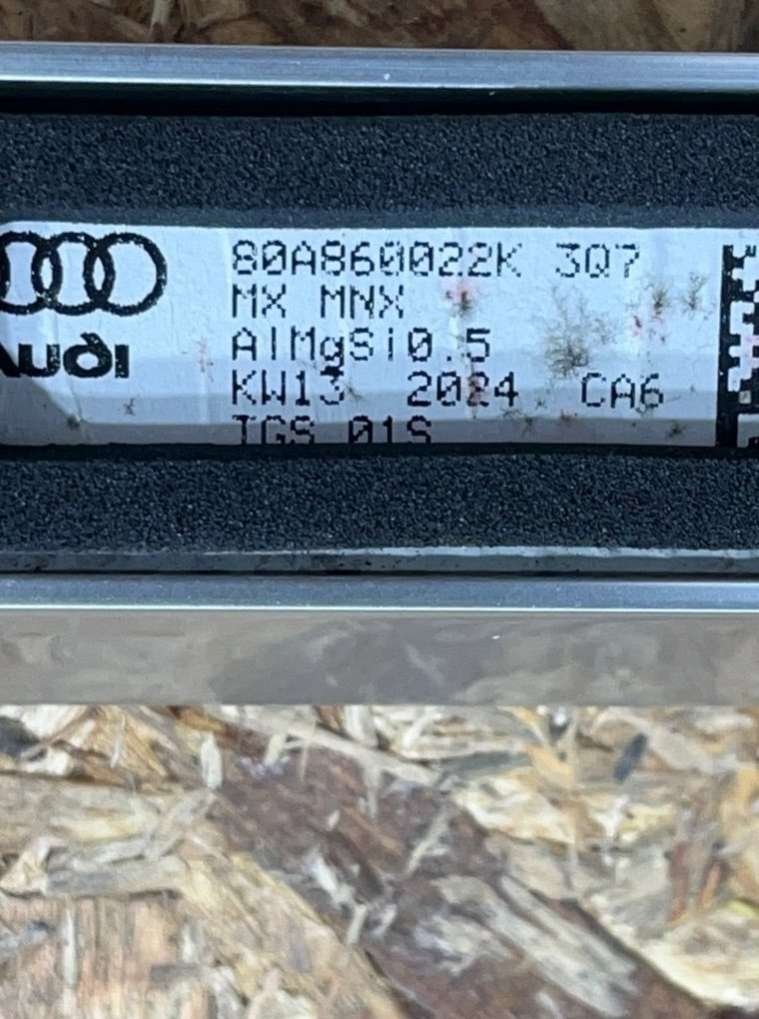 80A860022K 3Q7
MX MNX
Audi
AlMgSi0.5
KW13 2024 CA6
TGS 01S